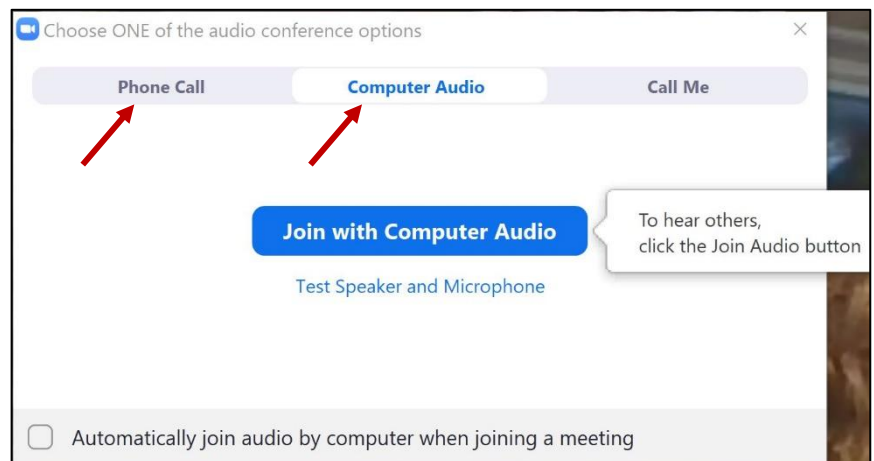 Choose ONE of the audio conference options
Phone Call
Computer Audio
Call Me
Join with Computer Audio
To hear others,
click the Join Audio button
Test Speaker and Microphone
Automatically join audio by computer when joining a meeting